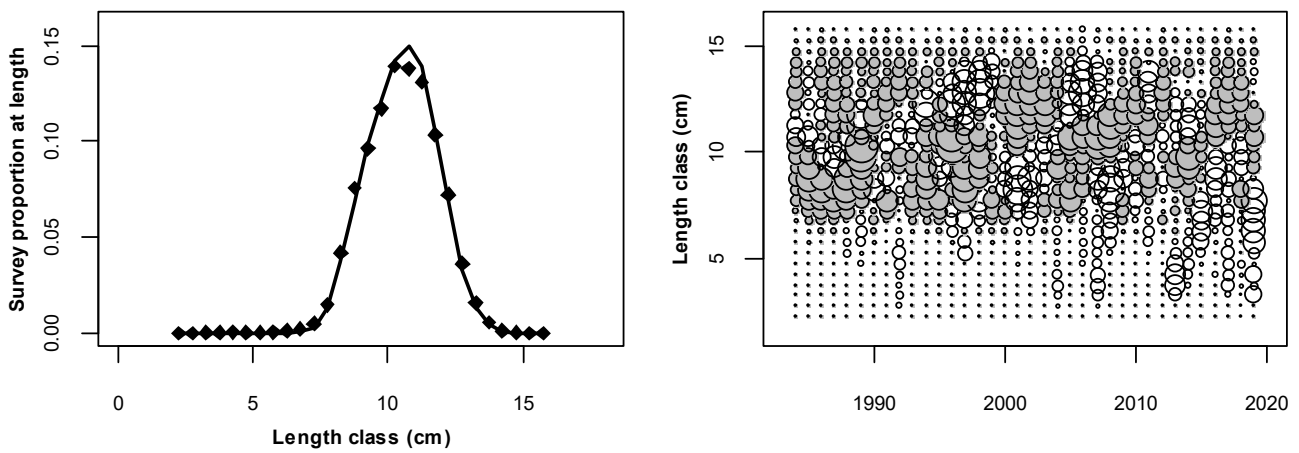 Survey proportion at length
0.15
0.10
0.05
0.00
0 5 10 15
Length class (cm)
Length class (cm)
15
10
5
1990 2000 2010 2020